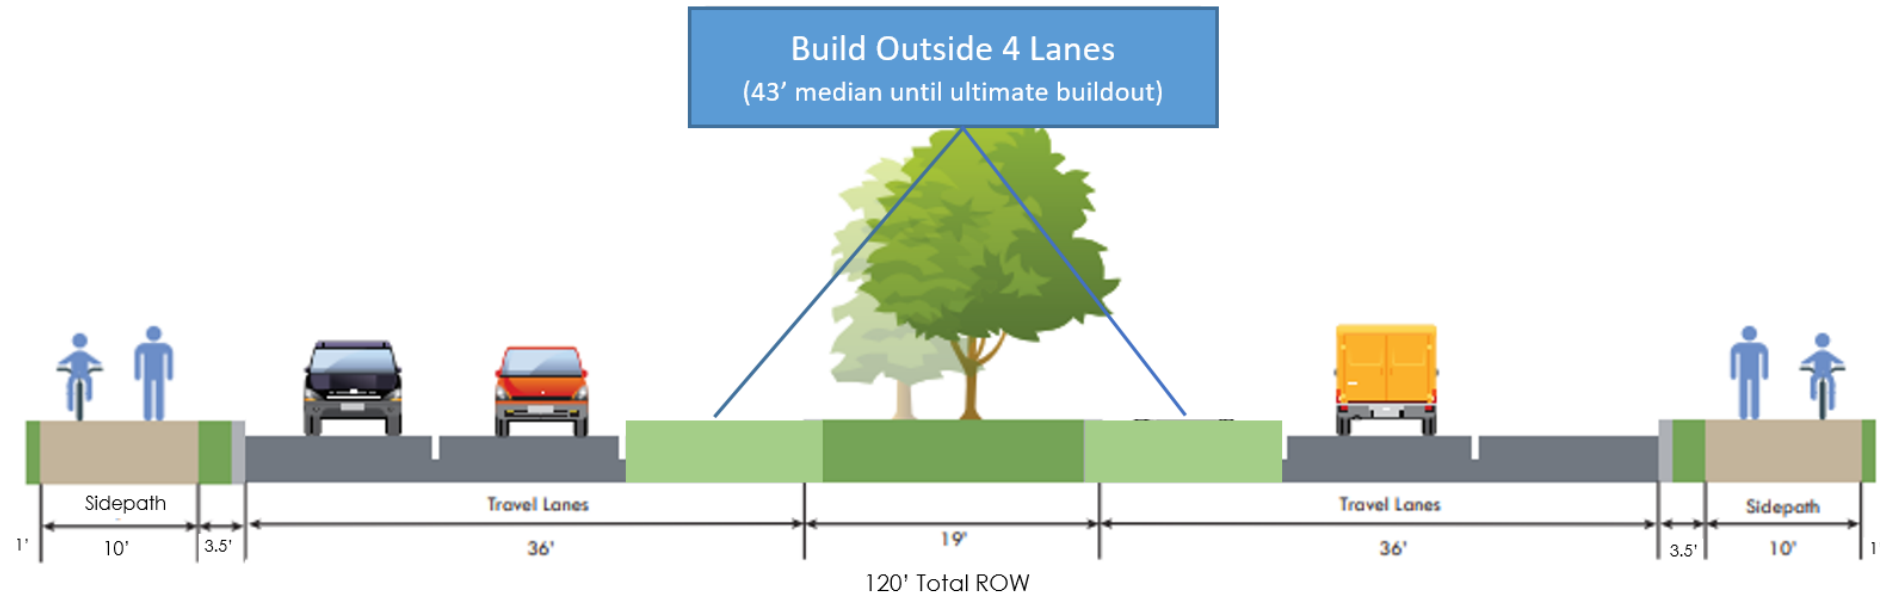 Build Outside 4 Lanes
(43’ median until ultimate buildout)
Sidepath
Travel Lanes
Travel Lanes
Sidepath
1’
10’
3.5’
36’
19’
36’
3.5’
10’
1
120’ Total ROW